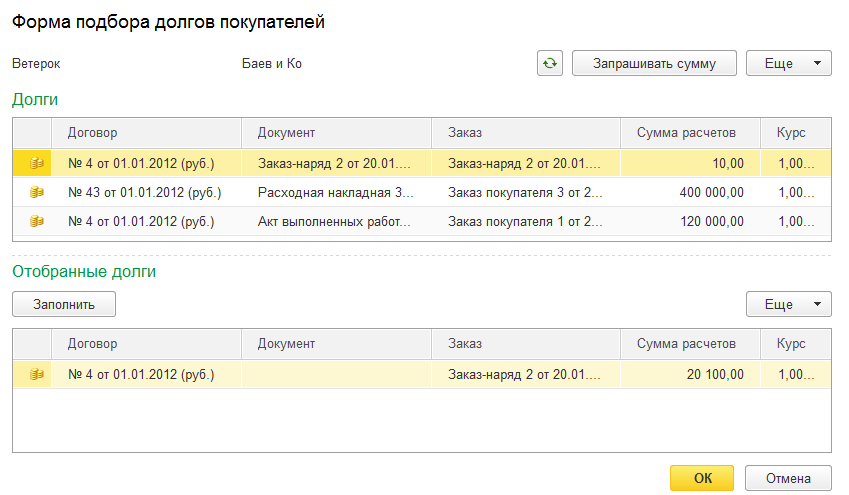 Форма подбора долгов покупателей
Ветерок Баев и Ко Запрашивать сумму Еще
Долги
Договор Документ Заказ Сумма расчетов Курс
№ 4 от 01.01.2012 (руб.) Заказ-наряд 2 от 20.01.... Заказ-наряд 2 от 20.01.... 10,00 1,00...
№ 43 от 01.01.2012 (руб.) Расходная накладная 3... Заказ покупателя 3 от 2... 400 000,00 1,00...
№ 4 от 01.01.2012 (руб.) Акт выполненных работ... Заказ покупателя 1 от 2... 120 000,00 1,00...
Отобранные долги
Заполнить Еще
Договор Документ Заказ Сумма расчетов Курс
№ 4 от 01.01.2012 (руб.) Заказ-наряд 2 от 20.01.... 20 100,00 1,00...
ОК Отмена